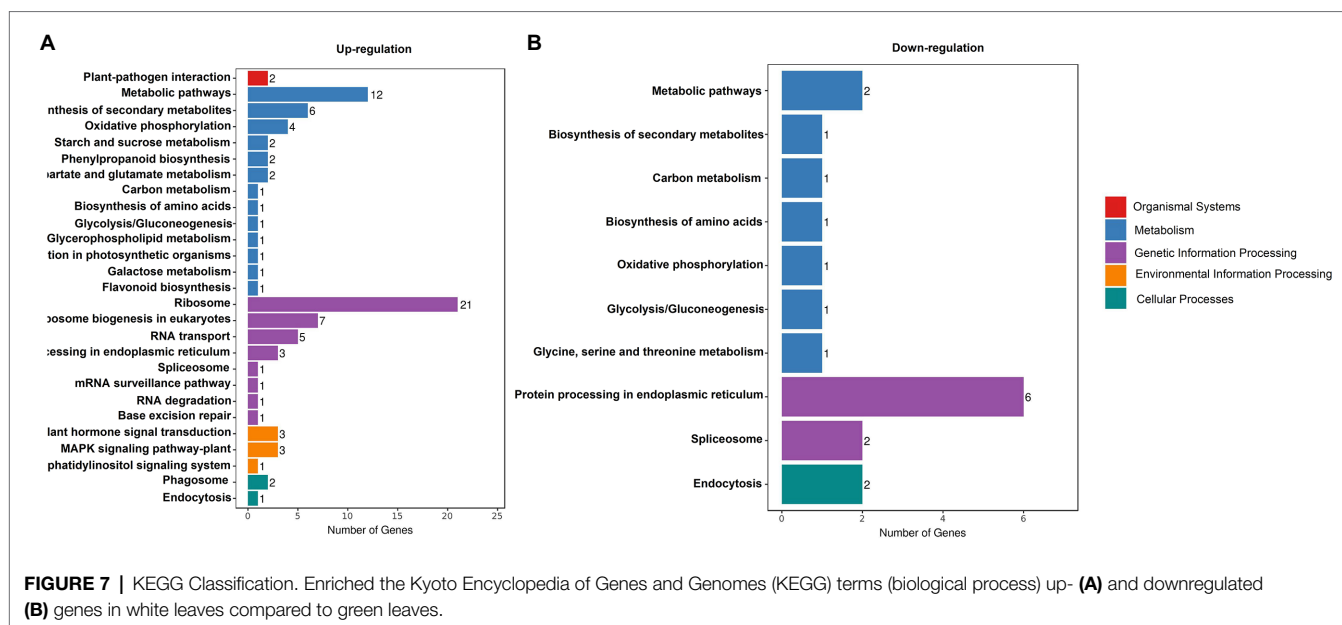 A
B
Up-regulation
Down-regulation
Plant-pathogen interaction 2
Metabolic pathways 12
nthesis of secondary metabolites 6
Oxidative phosphorylation 4
Starch and sucrose metabolism 2
Phenylpropanoid biosynthesis 2
partate and glutamate metabolism 2
Carbon metabolism 1
Biosynthesis of amino acids 1
Glycolysis/Gluconeogenesis 1
Glycerophospholipid metabolism 1
tion in photosynthetic organisms 1
Galactose metabolism 1
Flavonoid biosynthesis 1
Ribosome 21
osome biogenesis in eukaryotes 7
RNA transport 5
cessing in endoplasmic reticulum 3
Spliceosome 1
mRNA surveillance pathway 1
RNA degradation 1
Base excision repair 1
lant hormone signal transduction 3
MAPK signaling pathway-plant 3
phatidylinositol signaling system 1
Phagosome 2
Endocytosis 1
0 5 10 15 20 25
Number of Genes
Metabolic pathways 2
Biosynthesis of secondary metabolites 1
Carbon metabolism 1
Biosynthesis of amino acids 1
Oxidative phosphorylation 1
Glycolysis/Gluconeogenesis 1
Glycine, serine and threonine metabolism 1
Protein processing in endoplasmic reticulum 6
Spliceosome 2
Endocytosis 2
0 2 4 6
Number of Genes
Organismal Systems
Metabolism
Genetic Information Processing
Environmental Information Processing
Cellular Processes
FIGURE 7 | KEGG Classification. Enriched the Kyoto Encyclopedia of Genes and Genomes (KEGG) terms (biological process) up- (A) and downregulated
(B) genes in white leaves compared to green leaves.